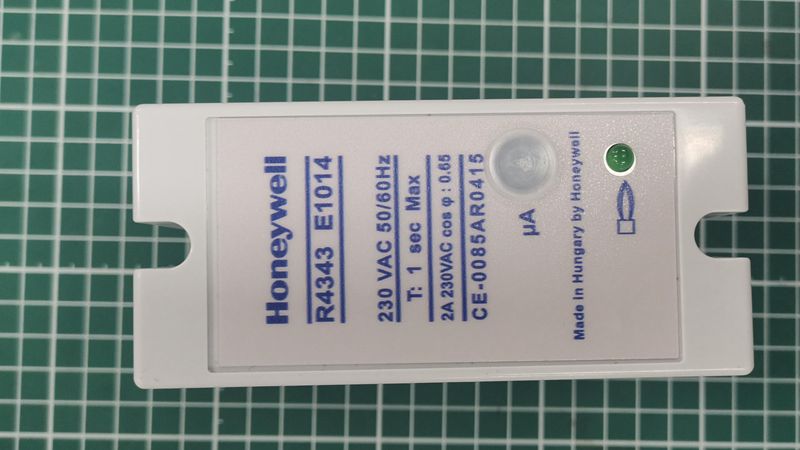 Honeywell
R4343 E1014
230 VAC 50/60Hz
T: 1 sec Max
2A 230VAC cos φ : 0.65
CE-0085AR0415
µA
Made in Hungary by Honeywell